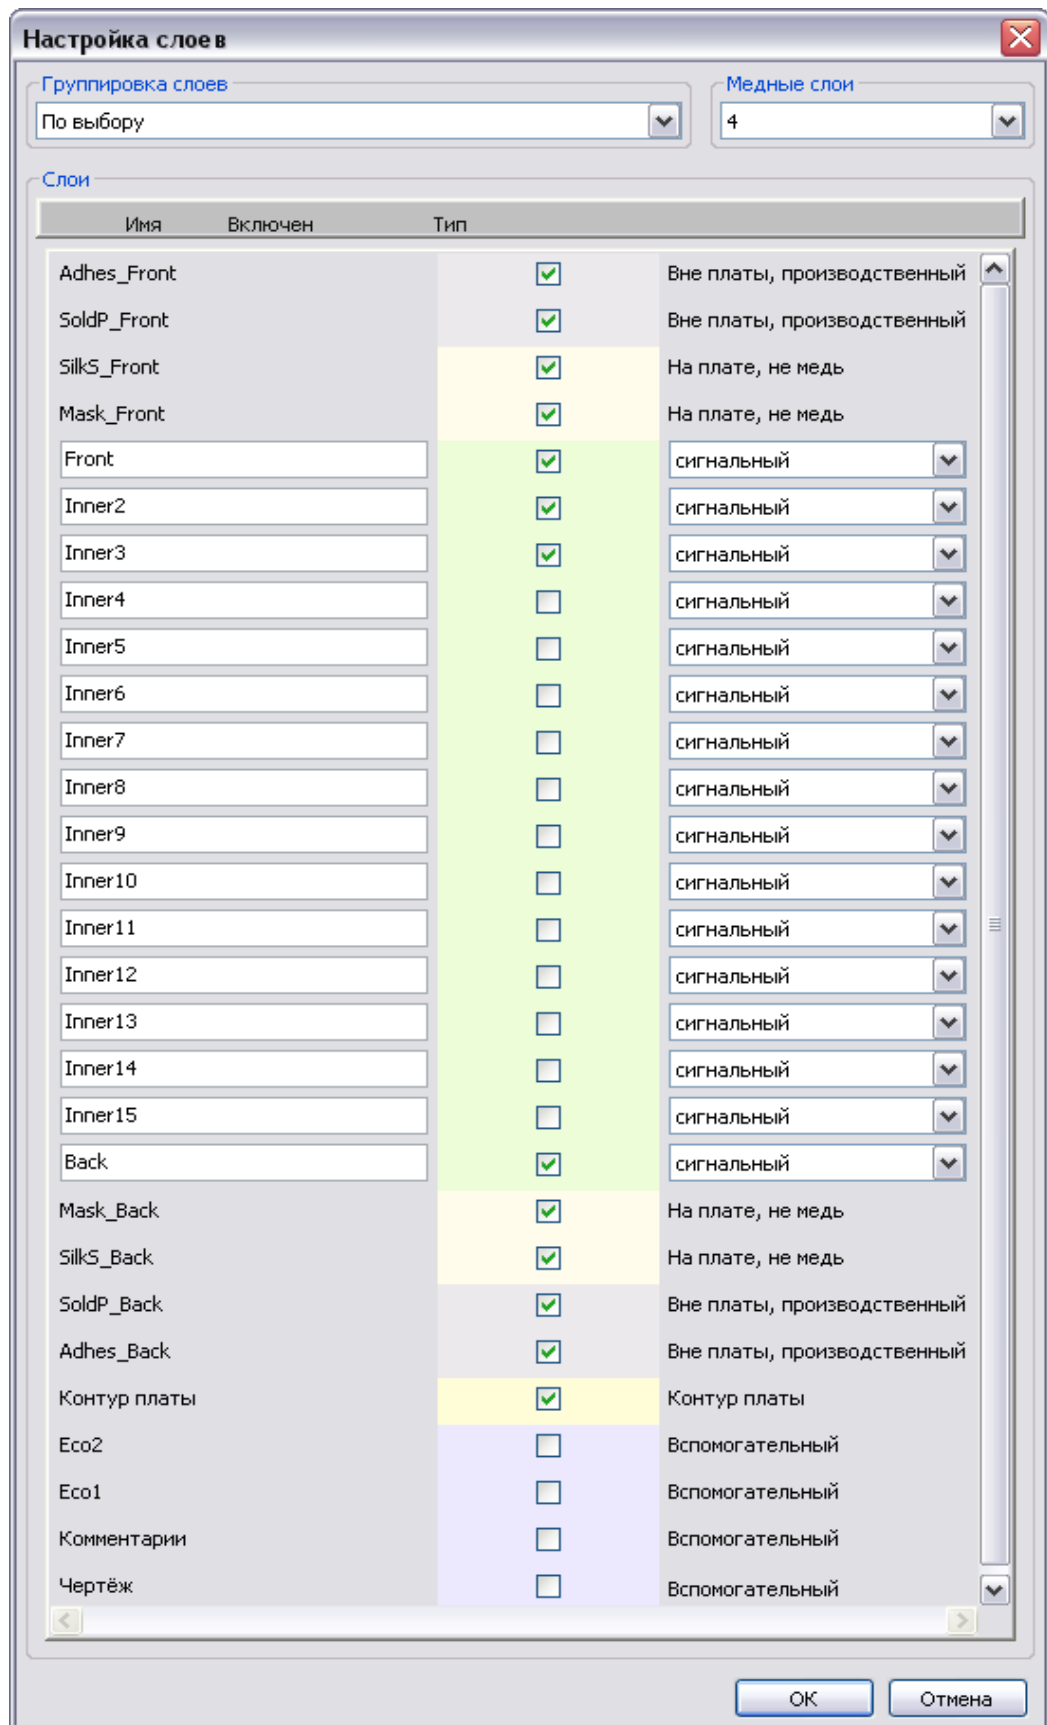 Настройка слоев
Группировка слоев Медные слои
По выбору 4
Слои
Имя Включен Тип
Adhes_Front Вне платы, производственный
SoldP_Front Вне платы, производственный
SilkS_Front На плате, не медь
Mask_Front На плате, не медь
Front сигнальный
Inner2 сигнальный
Inner3 сигнальный
Inner4 сигнальный
Inner5 сигнальный
Inner6 сигнальный
Inner7 сигнальный
Inner8 сигнальный
Inner9 сигнальный
Inner10 сигнальный
Inner11 сигнальный
Inner12 сигнальный
Inner13 сигнальный
Inner14 сигнальный
Inner15 сигнальный
Back сигнальный
Mask_Back На плате, не медь
SilkS_Back На плате, не медь
SoldP_Back Вне платы, производственный
Adhes_Back Вне платы, производственный
Контур платы Контур платы
Eco2 Вспомогательный
Eco1 Вспомогательный
Комментарии Вспомогательный
Чертёж Вспомогательный
ОК Отмена